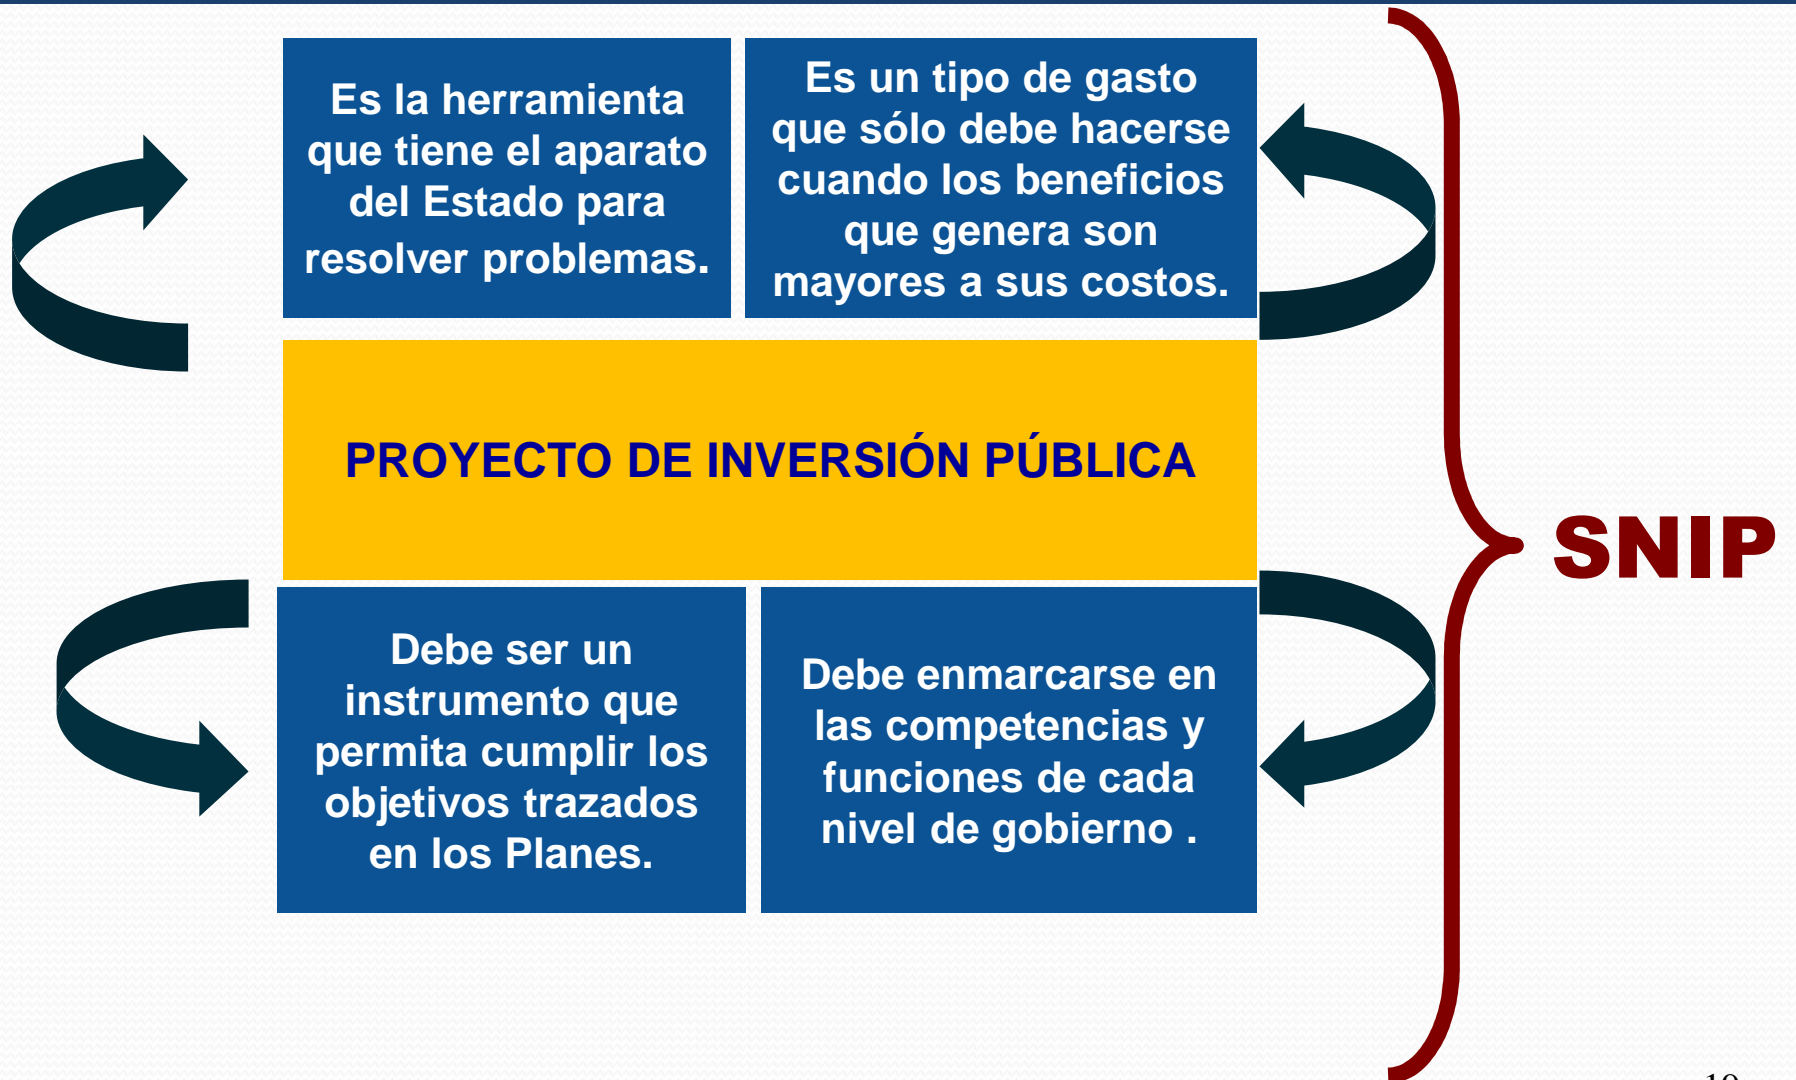 Es la herramienta
que tiene el aparato
del Estado para
resolver problemas.
Es un tipo de gasto
que sólo debe hacerse
cuando los beneficios
que genera son
mayores a sus costos.
PROYECTO DE INVERSIÓN PÚBLICA
SNIP
Debe ser un
instrumento que
permita cumplir los
objetivos trazados
en los Planes.
Debe enmarcarse en
las competencias y
funciones de cada
nivel de gobierno .